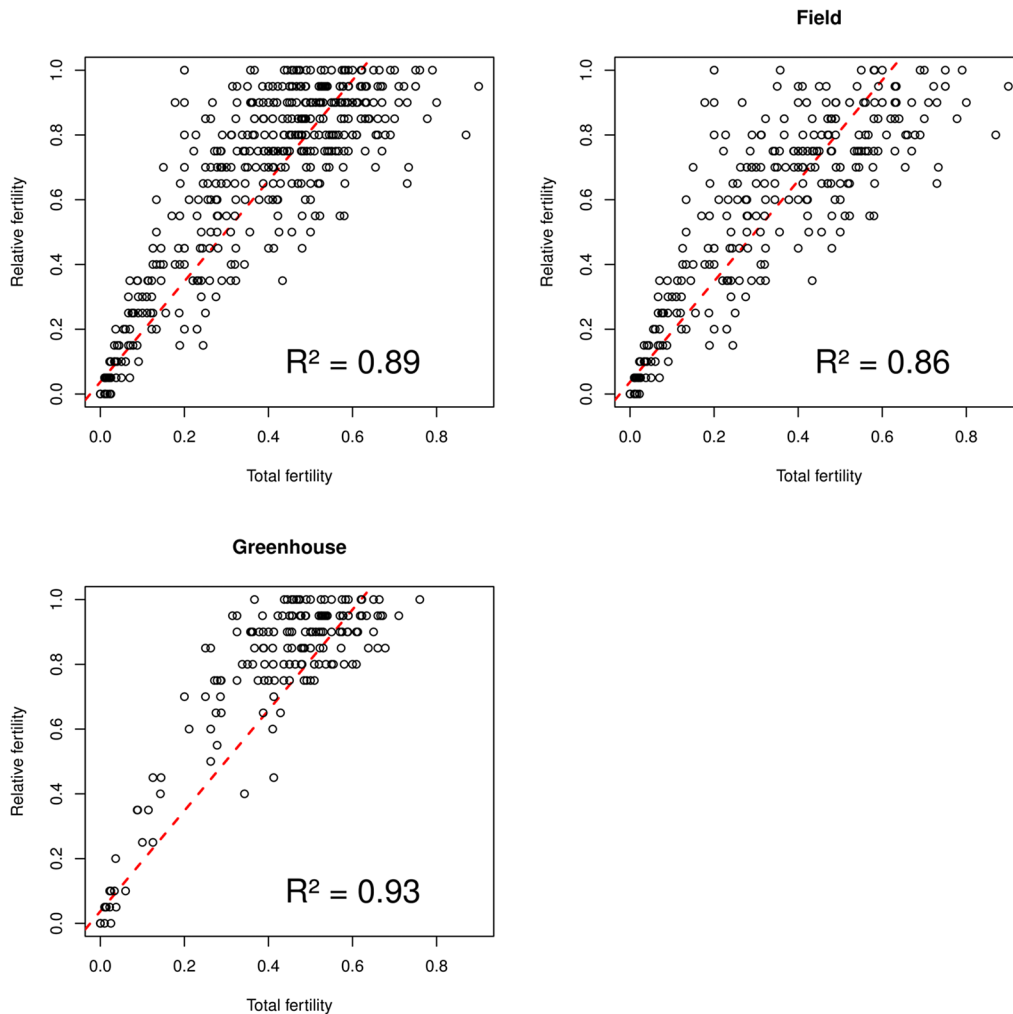 Field
1.0
0.8
0.6
0.4
0.2
0.0
Relative fertility
R² = 0.89
0.0 0.2 0.4 0.6 0.8
Total fertility
1.0
0.8
0.6
0.4
0.2
0.0
Relative fertility
R² = 0.86
0.0 0.2 0.4 0.6 0.8
Total fertility
Greenhouse
1.0
0.8
0.6
0.4
0.2
0.0
Relative fertility
R² = 0.93
0.0 0.2 0.4 0.6 0.8
Total fertility